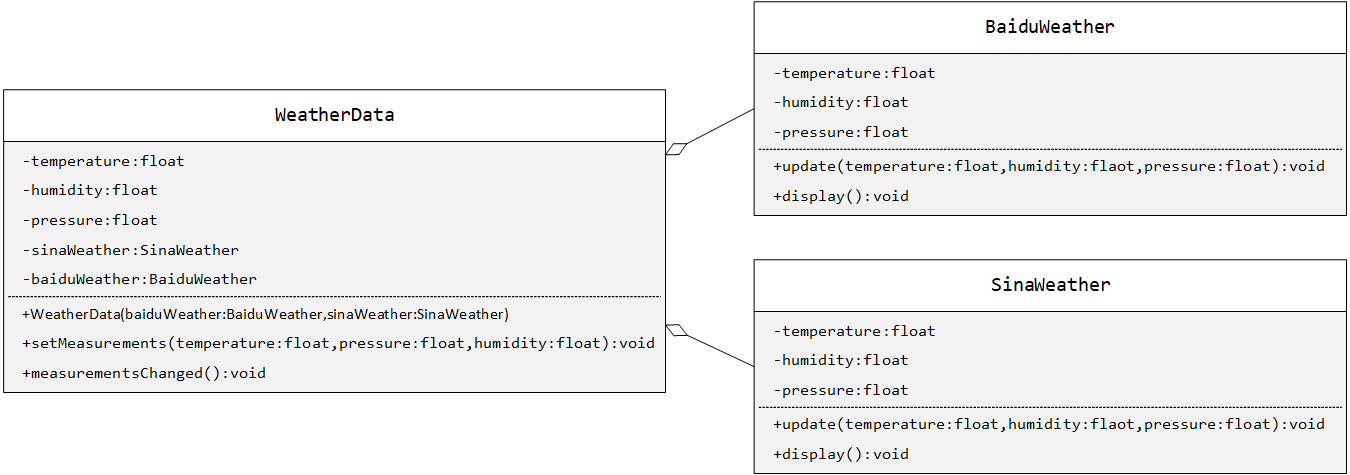 WeatherData
-temperature:float
-humidity:float
-pressure:float
-sinaWeather:SinaWeather
-baiduWeather:BaiduWeather
+WeatherData(baiduWeather:BaiduWeather,sinaWeather:SinaWeather)
+setMeasurements(temperature:float,pressure:float,humidity:float):void
+measurementsChanged():void
BaiduWeather
-temperature:float
-humidity:float
-pressure:float
+update(temperature:float,humidity:flaot,pressure:float):void
+display():void
SinaWeather
-temperature:float
-humidity:float
-pressure:float
+update(temperature:float,humidity:flaot,pressure:float):void
+display():void